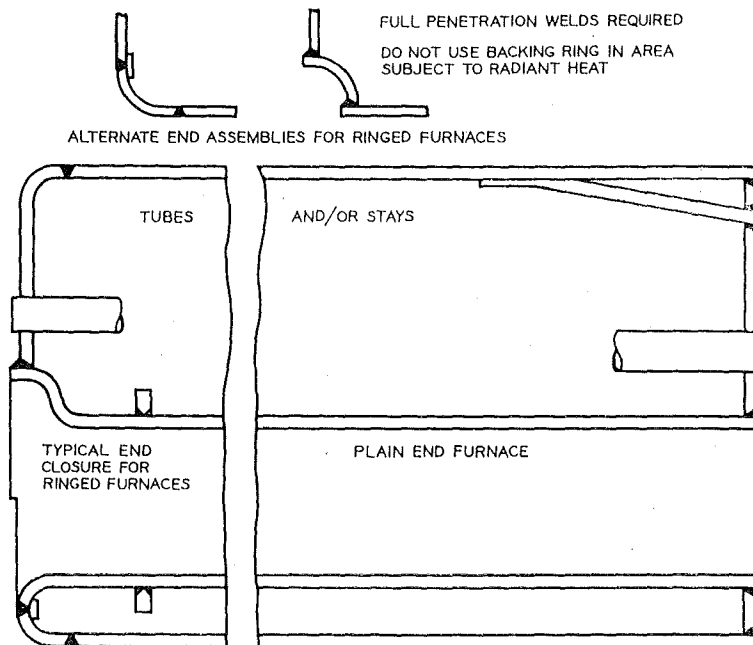 FULL PENETRATION WELDS REQUIRED
DO NOT USE BACKING RING IN AREA
SUBJECT TO RADIANT HEAT
ALTERNATE END ASSEMBLIES FOR RINGED FURNACES
TUBES
AND/OR STAYS
TYPICAL END
CLOSURE FOR
RINGED FURNACES
PLAIN END FURNACE